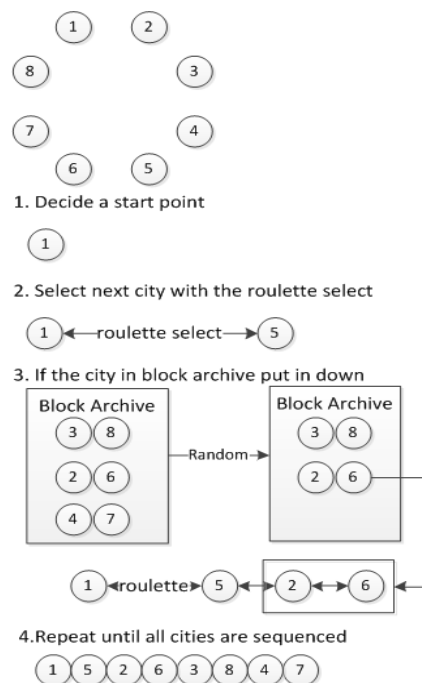 1 2
8 3
7 4
6 5
1. Decide a start point
1
2. Select next city with the roulette select
1 roulette select 5
3. If the city in block archive put in down
Block Archive Block Archive
3 8 3 8
Random
2 6 2 6
4 7
1 roulette 5 2 6
4.Repeat until all cities are sequenced
1 5 2 6 3 8 4 7